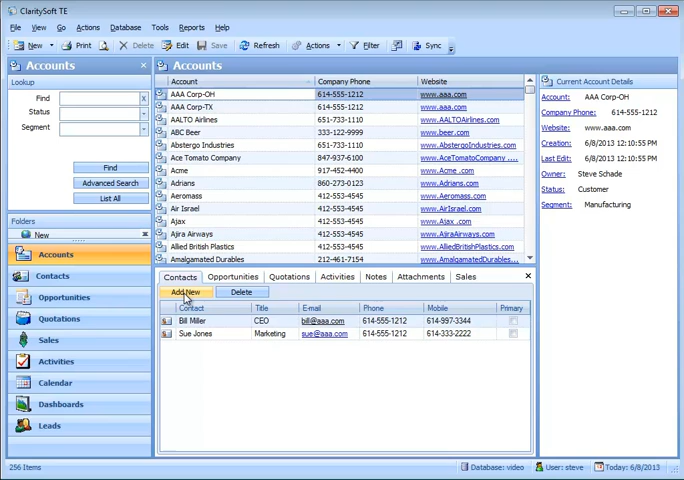 ClaritySoft TE
File View Go Actions Database Tools Reports Help
New Print Delete Edit Save Refresh Actions Filter Sync
Accounts
Lookup
Find
Status
Segment
Find
Advanced Search
List All
Folders
New
Accounts
Contacts
Opportunities
Quotations
Sales
Activities
Calendar
Dashboards
Leads
Accounts
Account Company Phone Website
AAA Corp-OH 614-555-1212 www.aaa.com
AAA Corp-TX 614-555-1212 www.aaa.com
AALTO Airlines 651-733-1110 www.AALTOAirlines.com
ABC Beer 333-122-9999 www.beer.com
Abstergo Industries 651-733-1110 www.AbstergoIndustries.com
Ace Tomato Company 847-937-6100 www.AceTomatoCompany ....
Acme 917-452-4400 www.Acme .com
Adrians 860-273-0123 www.Adrians.com
Aeromass 412-553-4545 www.Aeromass.com
Air Israel 412-553-4545 www.AirIsrael.com
Ajax 412-553-4545 www.Ajax.com
Ajira Airways 412-553-4545 www.AjiraAirways.com
Allied British Plastics 412-553-4545 www.AlliedBritishPlastics.com
Amalgamated Durables 212-461-7154 www.AmalgamatedDurables...
Contacts Opportunities Quotations Activities Notes Attachments Sales
Add New Delete
Contact Title E-mail Phone Mobile Primary
Bill Miller CEO bill@aaa.com 614-555-1212 614-997-3344
Sue Jones Marketing sue@aaa.com 614-555-1212 614-333-2222
Current Account Details
Account: AAA Corp-OH
Company Phone: 614-555-1212
Website: www.aaa.com
Creation: 6/8/2013 12:10:55 PM
Last Edit: 6/8/2013 12:10:55 PM
Owner: Steve Schade
Status: Customer
Segment: Manufacturing
256 Items Database: video User: steve Today: 6/8/2013